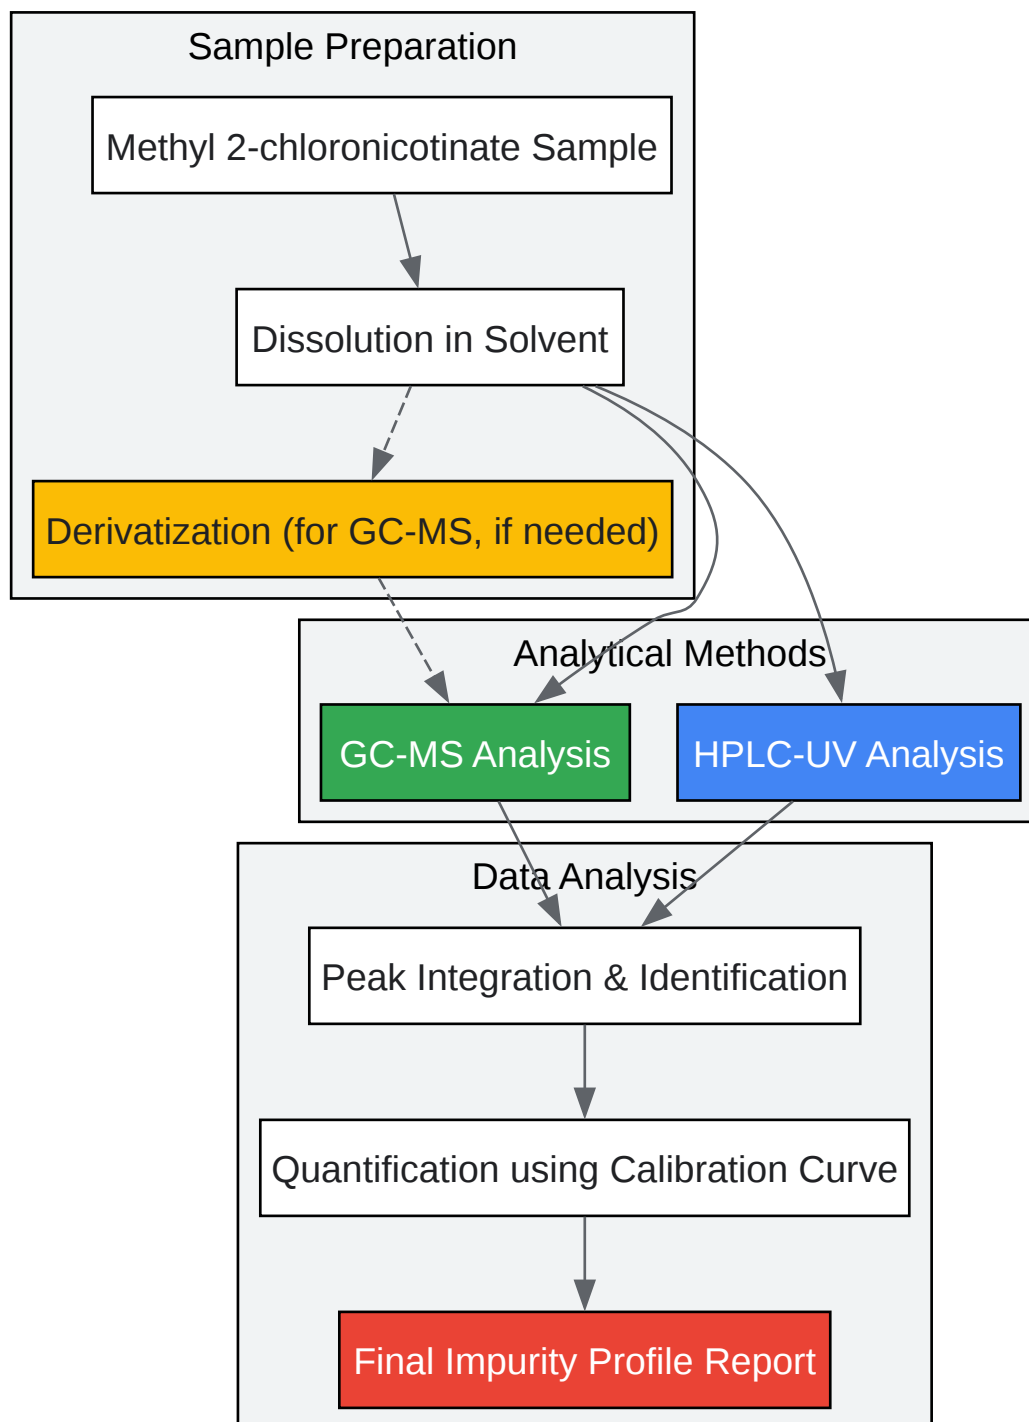 Sample Preparation
Methyl 2-chloronicotinate Sample
Dissolution in Solvent
Derivatization (for GC-MS, if needed)
Analytical Methods
GC-MS Analysis
HPLC-UV Analysis
Data Analysis
Peak Integration & Identification
Quantification using Calibration Curve
Final Impurity Profile Report